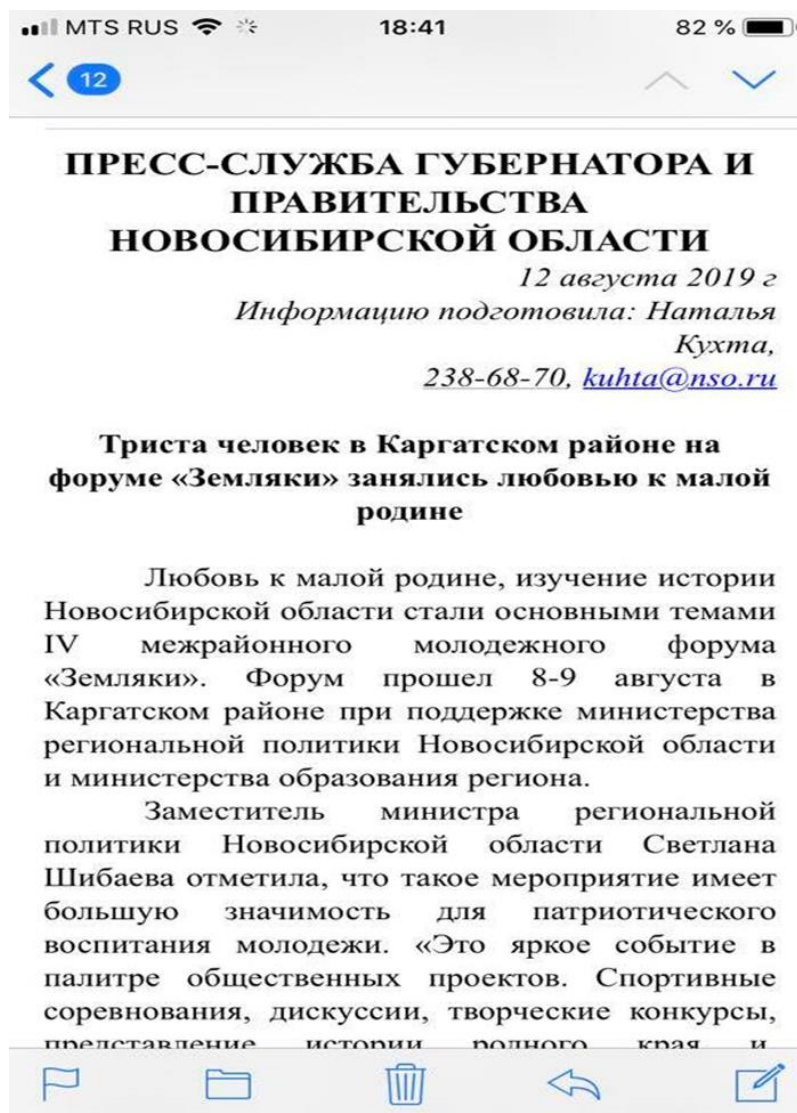 MTS RUS 18:41 82 %
12
ПРЕСС-СЛУЖБА ГУБЕРНАТОРА И
ПРАВИТЕЛЬСТВА
НОВОСИБИРСКОЙ ОБЛАСТИ
12 августа 2019 г
Информацию подготовила: Наталья
Кухта,
238-68-70, kuhta@nso.ru
Триста человек в Каргатском районе на
форуме «Земляки» занялись любовью к малой
родине
Любовь к малой родине, изучение истории
Новосибирской области стали основными темами
IV межрайонного молодежного форума
«Земляки». Форум прошел 8-9 августа в
Каргатском районе при поддержке министерства
региональной политики Новосибирской области
и министерства образования региона.
Заместитель министра региональной
политики Новосибирской области Светлана
Шибаева отметила, что такое мероприятие имеет
большую значимость для патриотического
воспитания молодежи. «Это яркое событие в
палитре общественных проектов. Спортивные
соревнования, дискуссии, творческие конкурсы,
представление истории родного края и